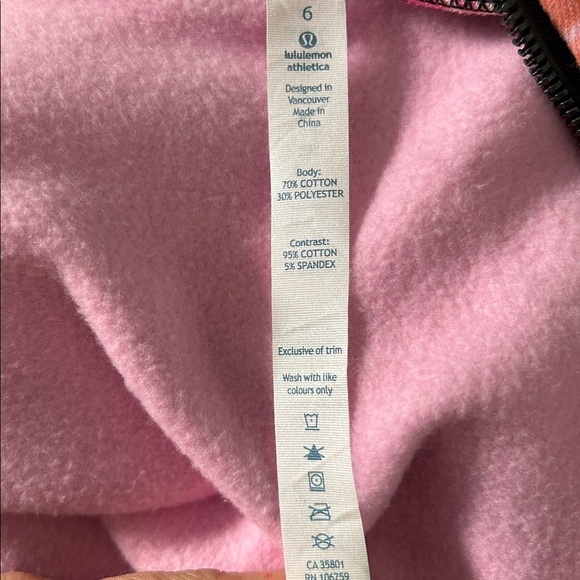 6
lululemon
athletica
Designed in
Vancouver
Made in
China
Body:
70% COTTON
30% POLYESTER
Contrast:
95% COTTON
5% SPANDEX
Exclusive of trim
Wash with like
colours only
CA 35801
RN 106259